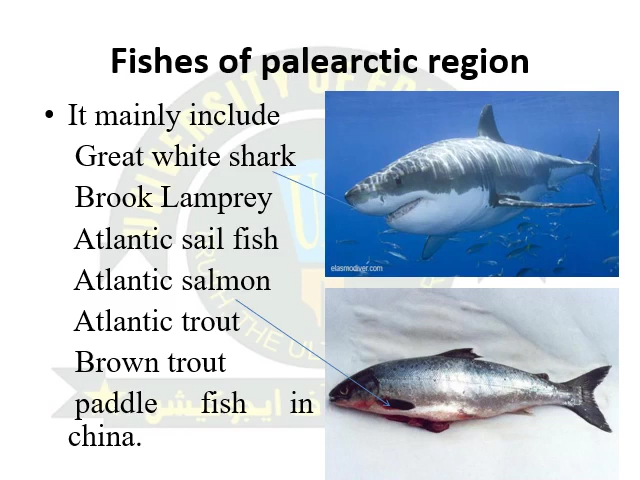 Fishes of palearctic region
• It mainly include
Great white shark
Brook Lamprey
Atlantic sail fish
Atlantic salmon
Atlantic trout
Brown trout
paddle fish in
china.
elasmodiver.com